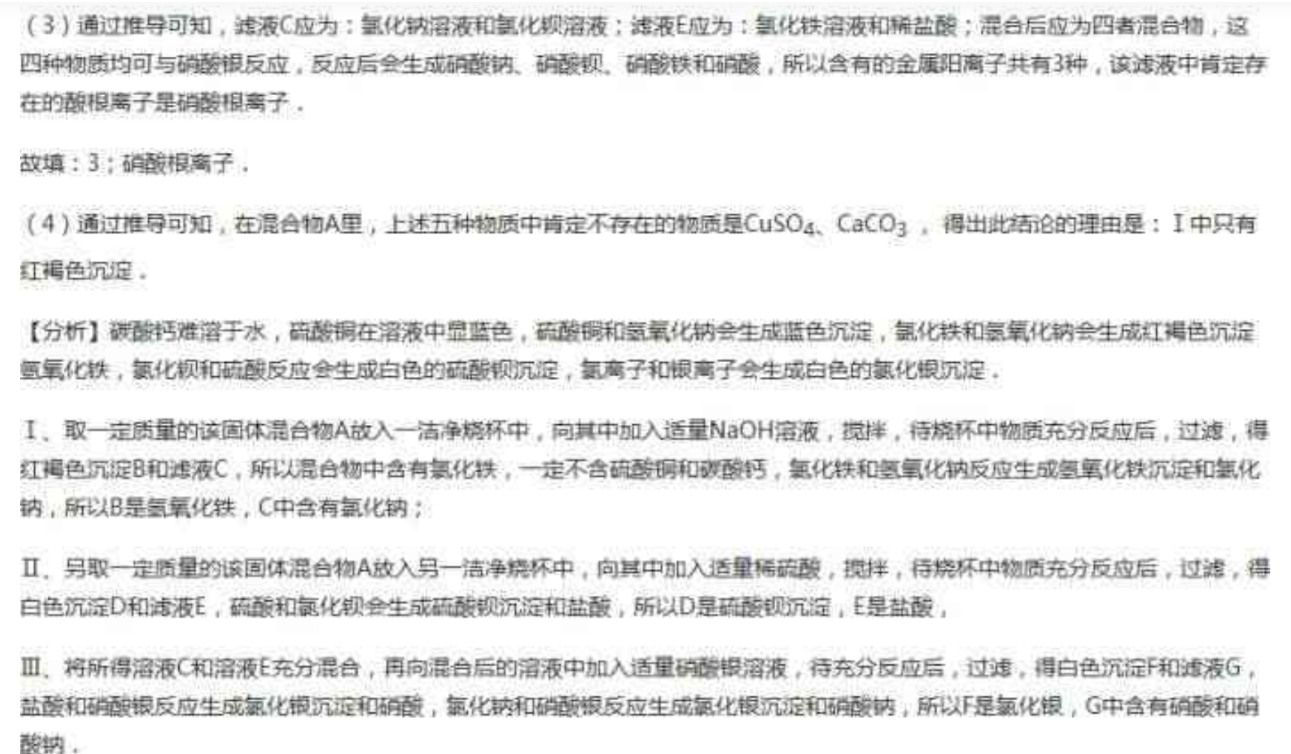 （3）通过推导可知，滤液C应为：氯化钠溶液和氯化钡溶液；滤液E应为：氯化铁溶液和稀盐酸；混合后应为四者混合物，这
四种物质均可与硝酸银反应，反应后会生成硝酸钠、硝酸钡、硝酸铁和硝酸，所以含有的金属阳离子共有3种，该滤液中肯定存
在的酸根离子是硝酸根离子．
故填：3；硝酸根离子．
（4）通过推导可知，在混合物A里，上述五种物质中肯定不存在的物质是CuSO₄、CaCO₃ ，得出此结论的理由是：Ⅰ中只有
红褐色沉淀．
【分析】碳酸钙难溶于水，硫酸铜在溶液中显蓝色，硫酸铜和氢氧化钠会生成蓝色沉淀，氯化铁和氢氧化钠会生成红褐色沉淀
氢氧化铁，氯化钡和硫酸反应会生成白色的硫酸钡沉淀，氯离子和银离子会生成白色的氯化银沉淀．
Ⅰ、取一定质量的该固体混合物A放入一洁净烧杯中，向其中加入适量NaOH溶液，搅拌，待烧杯中物质充分反应后，过滤，得
红褐色沉淀B和滤液C，所以混合物中含有氯化铁，一定不含硫酸铜和碳酸钙，氯化铁和氢氧化钠反应生成氢氧化铁沉淀和氯化
钠，所以B是氢氧化铁，C中含有氯化钠；
Ⅱ、另取一定质量的该固体混合物A放入另一洁净烧杯中，向其中加入适量稀硫酸，搅拌，待烧杯中物质充分反应后，过滤，得
白色沉淀D和滤液E，硫酸和氯化钡会生成硫酸钡沉淀和盐酸，所以D是硫酸钡沉淀，E是盐酸，
Ⅲ、将所得溶液C和溶液E充分混合，再向混合后的溶液中加入适量硝酸银溶液，待充分反应后，过滤，得白色沉淀F和滤液G，
盐酸和硝酸银反应生成氯化银沉淀和硝酸，氯化钠和硝酸银反应生成氯化银沉淀和硝酸钠，所以F是氯化银，G中含有硝酸和硝
酸钠．